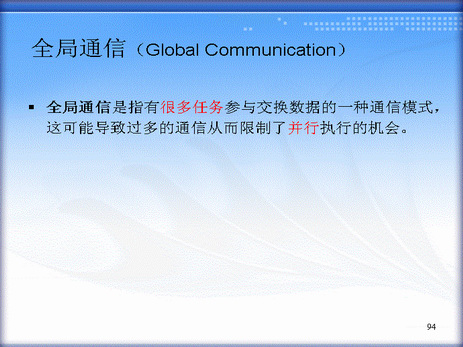 全局通信（Global Communication）
▪ 全局通信是指有很多任务参与交换数据的一种通信模式，
这可能导致过多的通信从而限制了并行执行的机会。
94